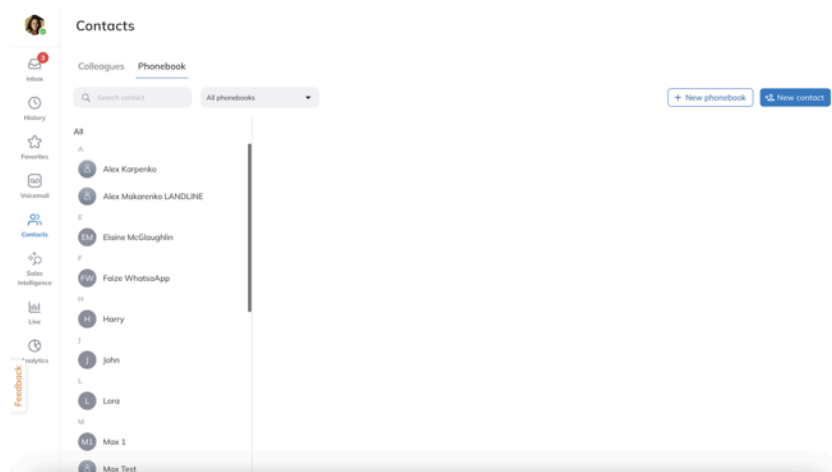 Contacts
3
Inbox
History
Favorites
Voicemail
Contacts
Sales
Intelligence
Live
Analytics
Feedback
Colleagues Phonebook
Search contact
All phonebooks
+ New phonebook
New contact
All
A
Alex Karpenko
Alex Makarenko LANDLINE
E
EM Elaine McGlaughlin
F
FW Faize WhatsaApp
H
H Harry
J
J John
L
L Lora
M
M1 Max 1
Max Test